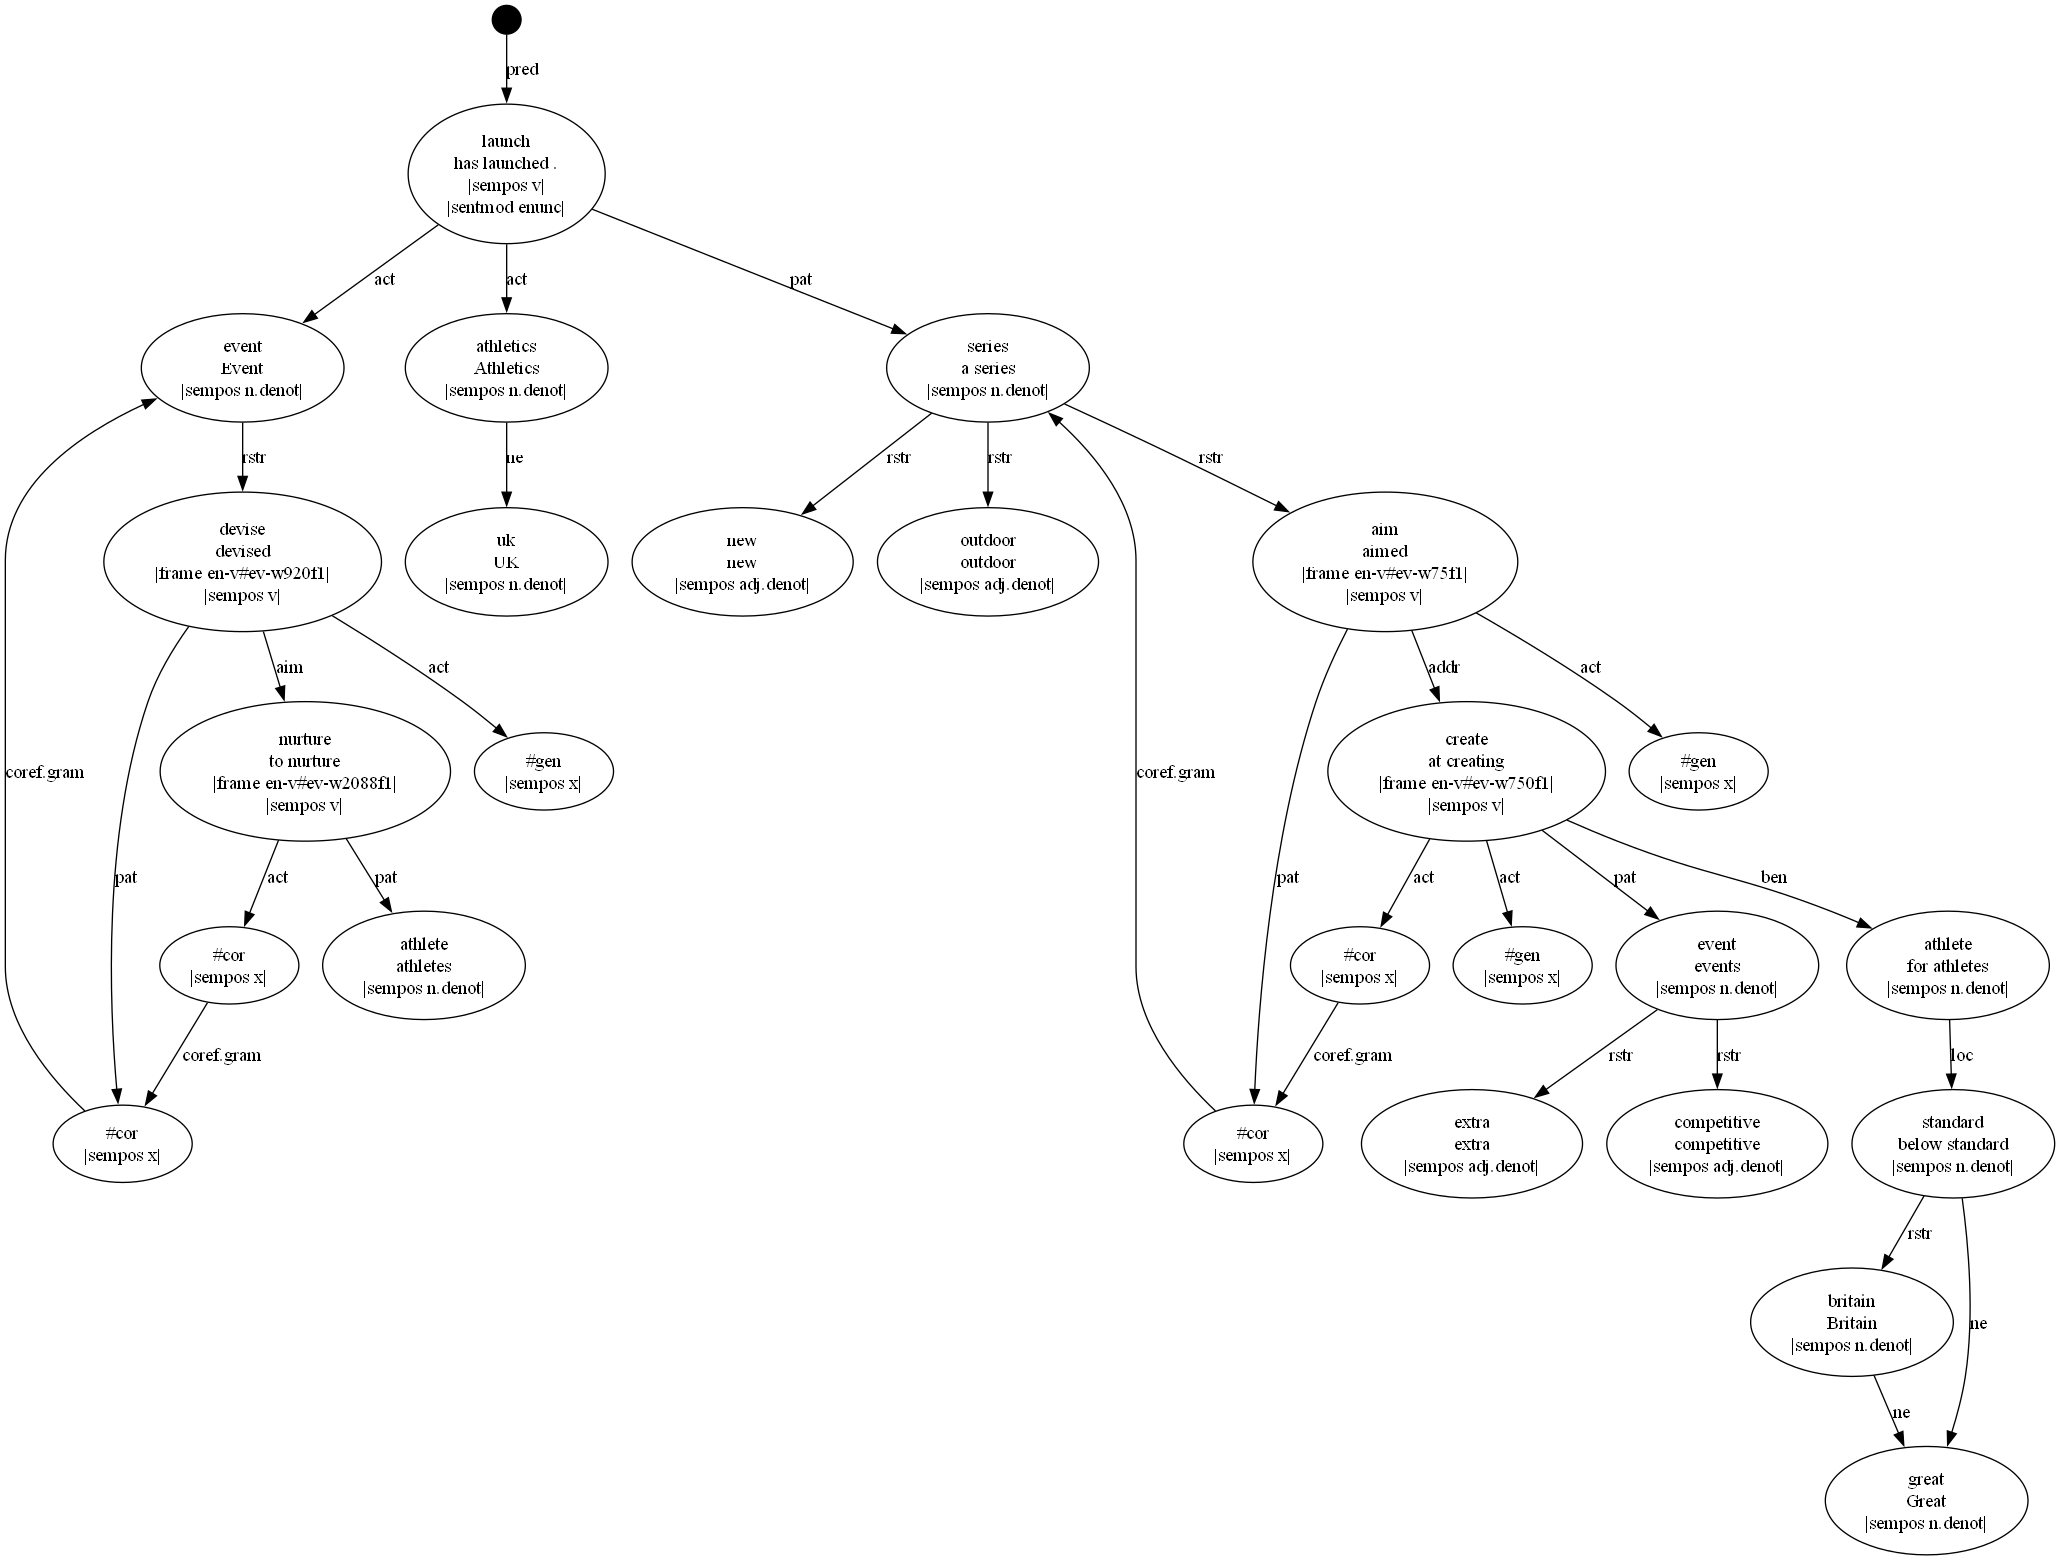 pred
launch
has launched .
|sempos v|
|sentmod enunc|
act
act
pat
event
Event
|sempos n.denot|
athletics
Athletics
|sempos n.denot|
series
a series
|sempos n.denot|
rstr
ne
rstr
rstr
rstr
devise
devised
|frame en-v#ev-w920f1|
|sempos v|
uk
UK
|sempos n.denot|
new
new
|sempos adj.denot|
outdoor
outdoor
|sempos adj.denot|
aim
aimed
|frame en-v#ev-w75f1|
|sempos v|
aim
act
addr
act
coref.gram
nurture
to nurture
|frame en-v#ev-w2088f1|
|sempos v|
#gen
|sempos x|
coref.gram
create
at creating
|frame en-v#ev-w750f1|
|sempos v|
#gen
|sempos x|
pat
act
pat
pat
act
act
pat
ben
#cor
|sempos x|
athlete
athletes
|sempos n.denot|
#cor
|sempos x|
#gen
|sempos x|
event
events
|sempos n.denot|
athlete
for athletes
|sempos n.denot|
coref.gram
coref.gram
rstr
rstr
loc
#cor
|sempos x|
#cor
|sempos x|
extra
extra
|sempos adj.denot|
competitive
competitive
|sempos adj.denot|
standard
below standard
|sempos n.denot|
rstr
britain
Britain
|sempos n.denot|
ne
ne
great
Great
|sempos n.denot|